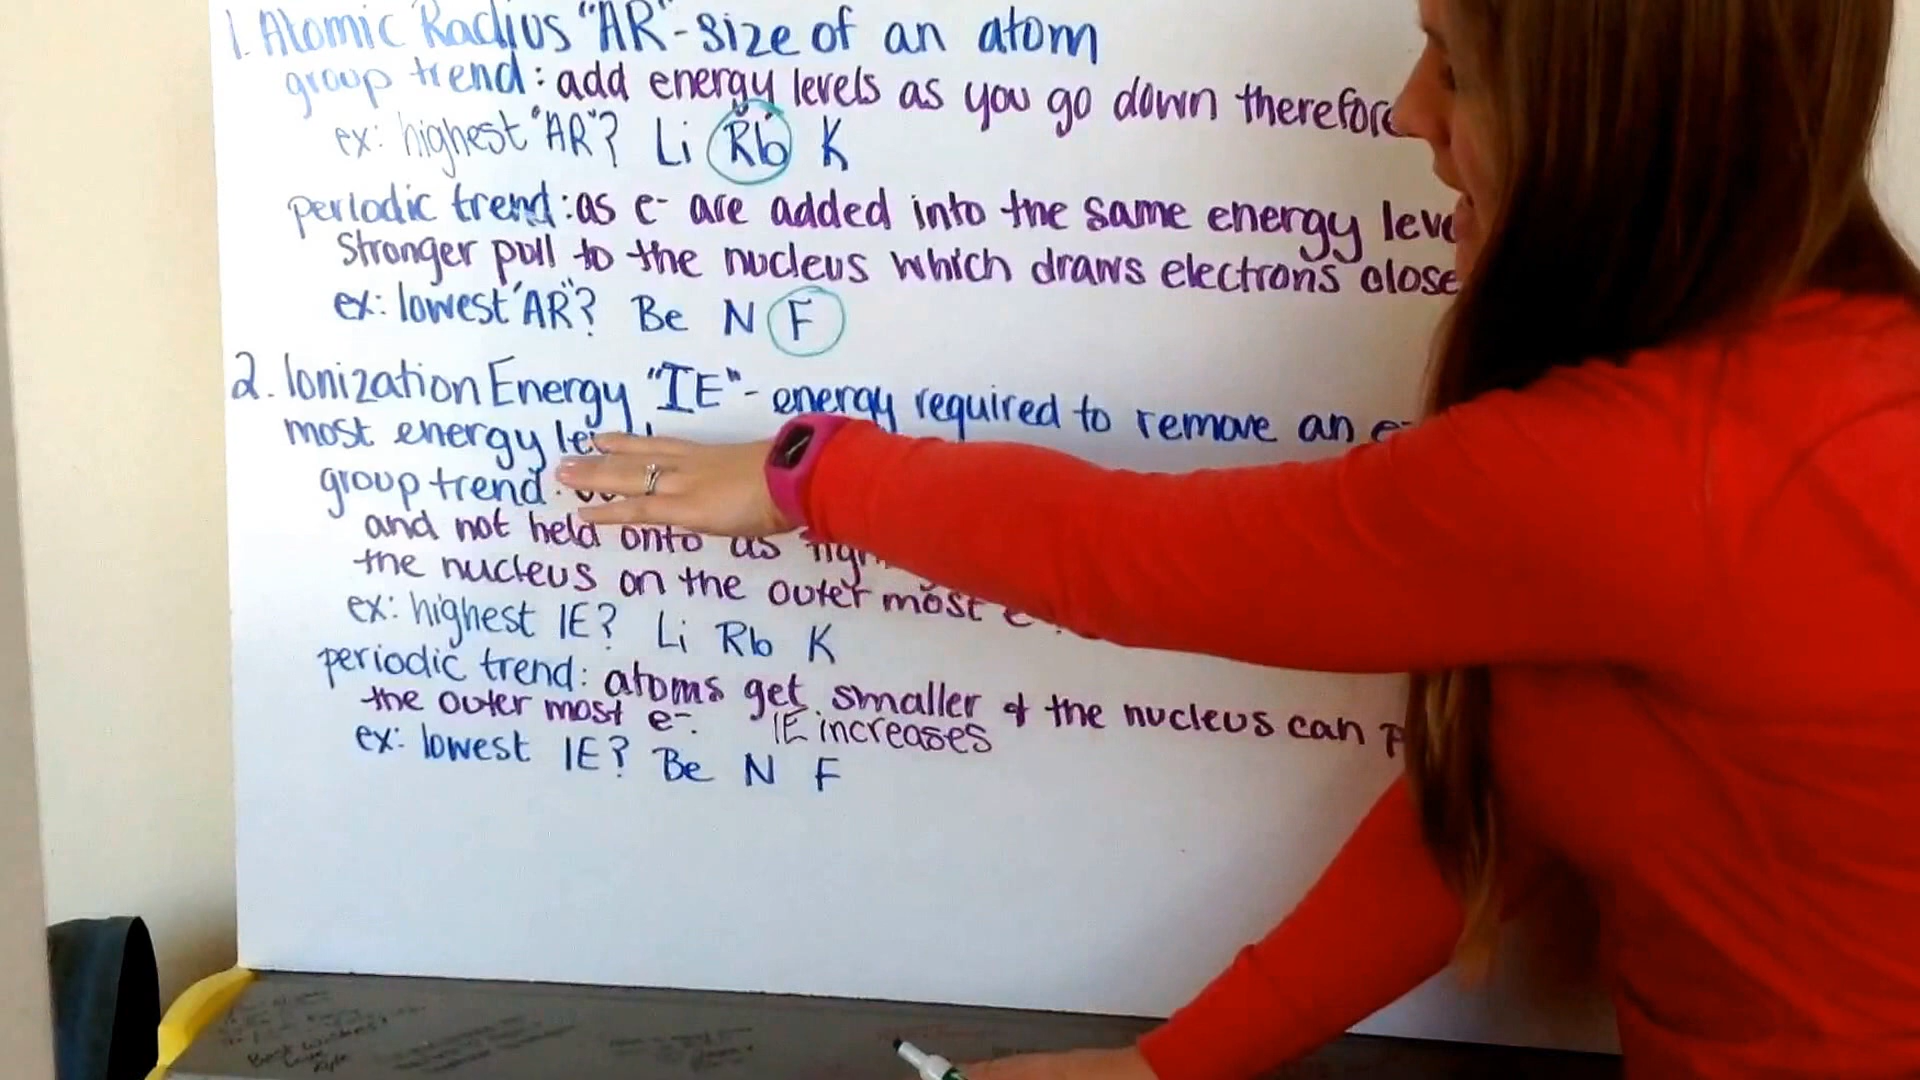 1. Atomic Radius "AR" - size of an atom
group trend: add energy levels as you go down therefore
ex: highest "AR"? Li Rb K
periodic trend: as e- are added into the same energy leve
Stronger pull to the nucleus which draws electrons close
ex: lowest "AR"? Be N F
2. Ionization Energy "IE" - energy required to remove an e-
most energy
group trend:
and not held onto as
the nucleus on the outer most
ex: highest IE? Li Rb K
periodic trend: atoms get smaller & the nucleus can p
the outer most e-. IE increases
ex: lowest IE? Be N F